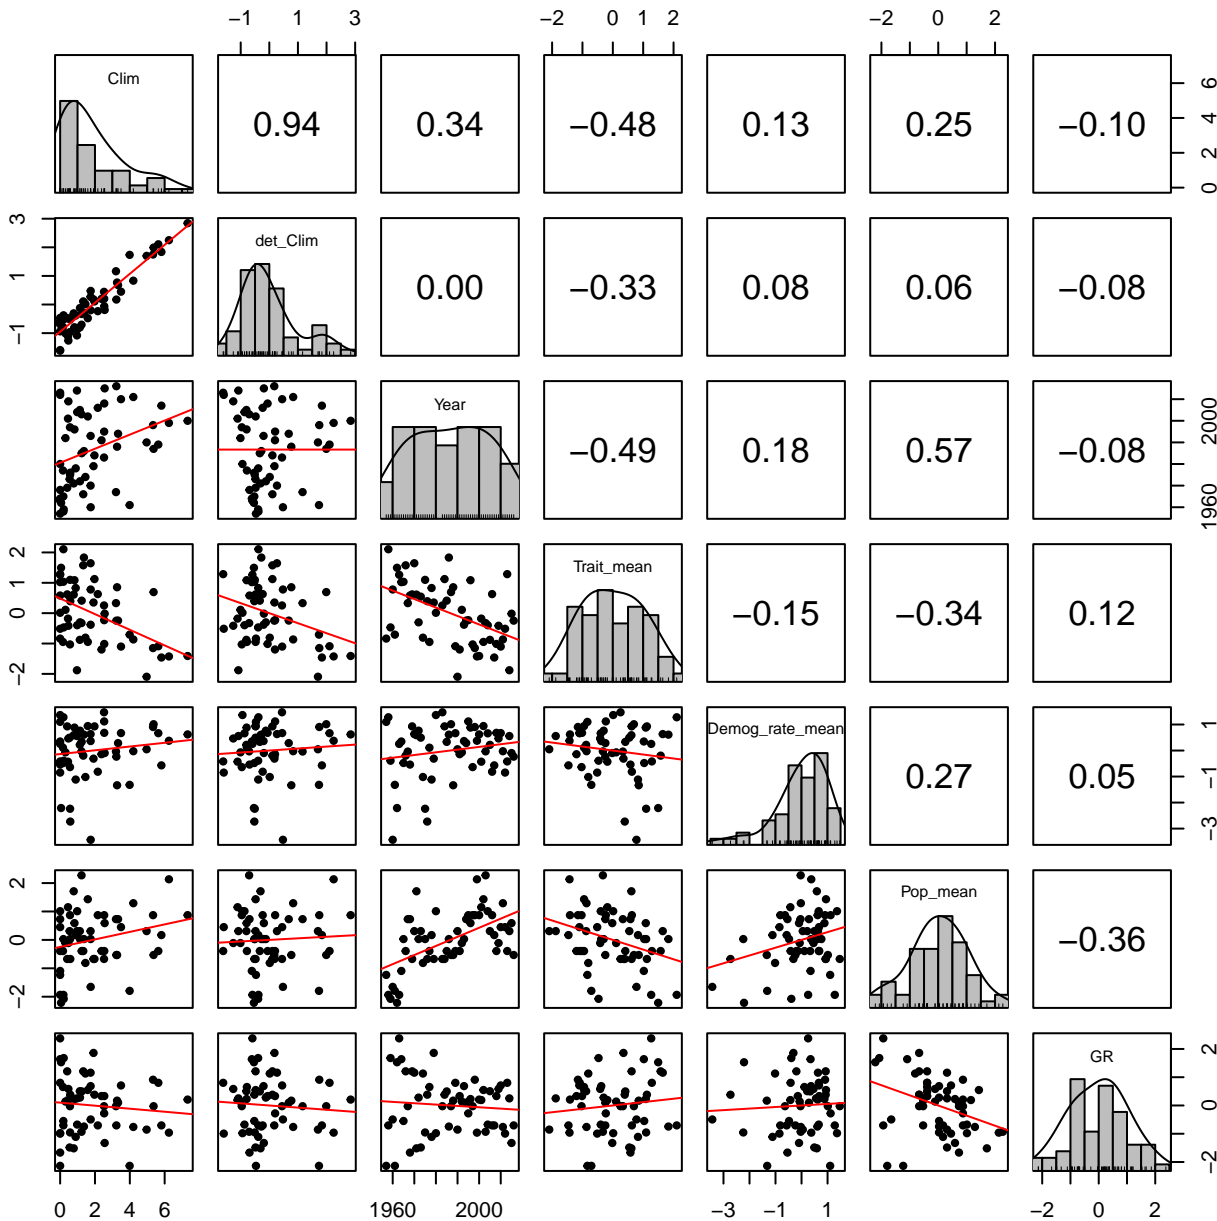 −1 1 3 −2 0 1 2 −2 0 2
Clim 0.94 0.34 −0.48 0.13 0.25 −0.10 0 2 4 6
−1 1 3 det_Clim 0.00 −0.33 0.08 0.06 −0.08
Year −0.49 0.18 0.57 −0.08 1960 2000
−2 0 1 2 Trait_mean −0.15 −0.34 0.12
Demog_rate_mean 0.27 0.05 −3 −1 1
−2 0 2 Pop_mean −0.36
GR −2 0 2
0 2 4 6 1960 2000 −3 −1 1 −2 0 2